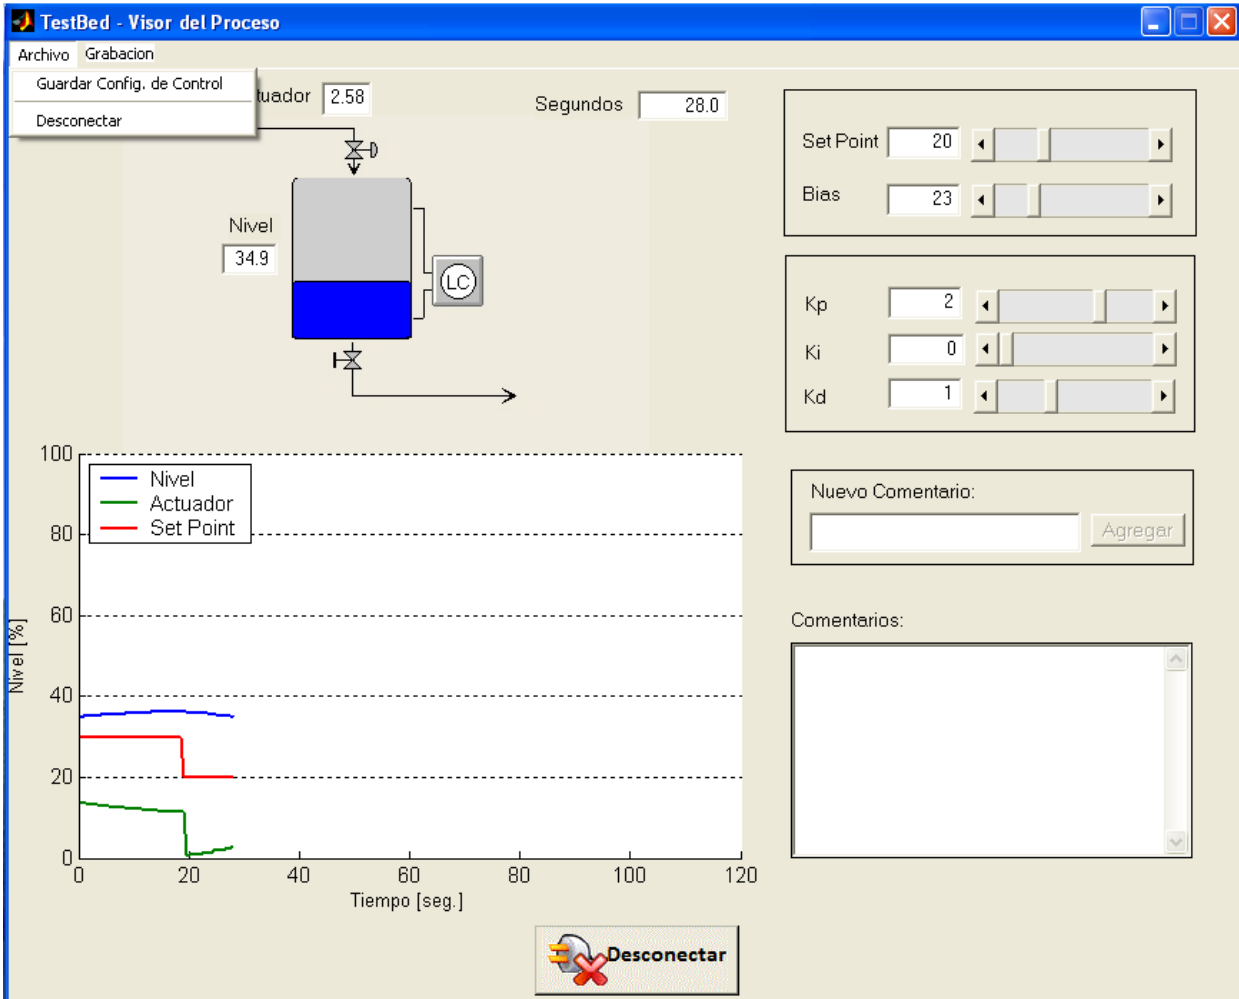 TestBed - Visor del Proceso
Archivo Grabacion
Guardar Config. de Control
Desconectar
2.58
Segundos 28.0
Set Point 20
Bias 23
Nivel
34.9
LC
Kp 2
Ki 0
Kd 1
Nuevo Comentario:
Agregar
Comentarios:
Nivel
Actuador
Set Point
100
80
60
40
20
0
Nivel [%]
0 20 40 60 80 100 120
Tiempo [seg.]
Desconectar